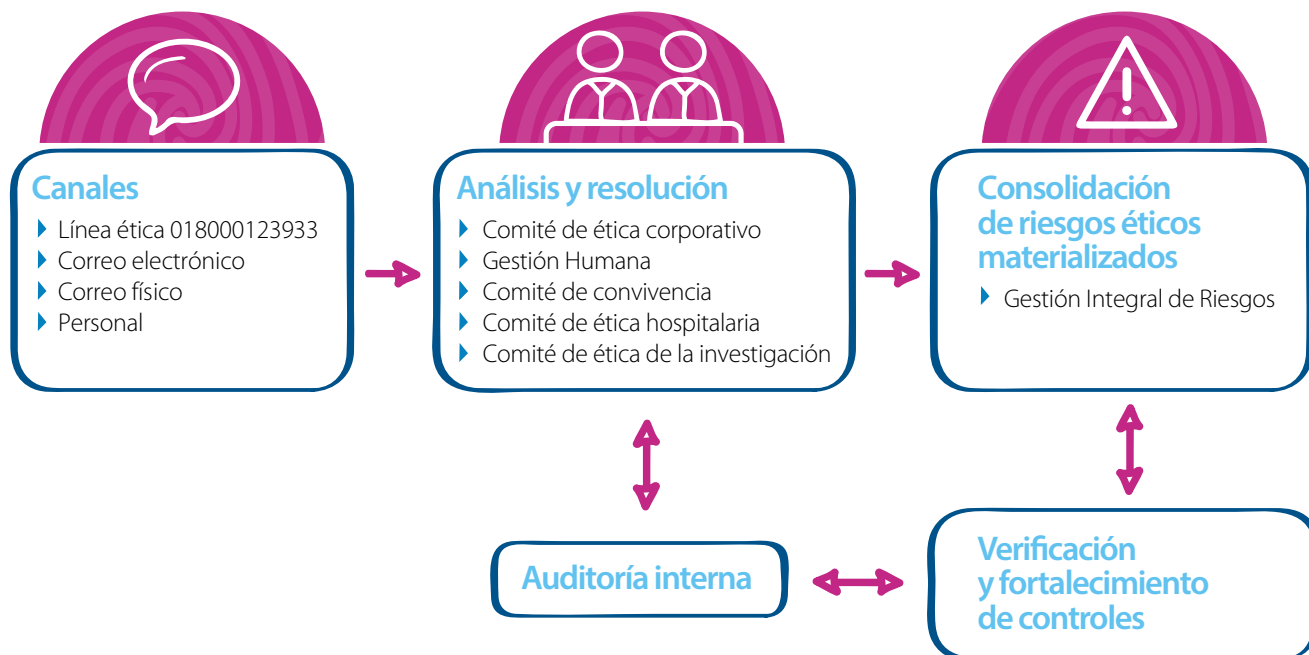 Canales
Línea ética 018000123933
Correo electrónico
Correo físico
Personal
Análisis y resolución
Comité de ética corporativo
Gestión Humana
Comité de convivencia
Comité de ética hospitalaria
Comité de ética de la investigación
Consolidación
de riesgos éticos
materializados
Gestión Integral de Riesgos
Auditoría interna
Verificación
y fortalecimiento
de controles